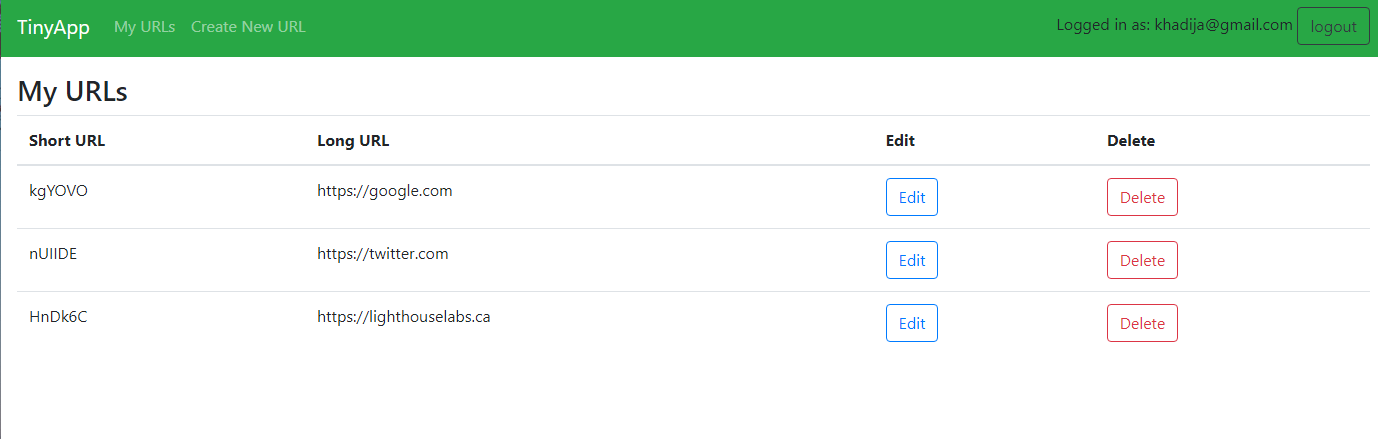 TinyApp My URLs Create New URL Logged in as: khadija@gmail.com logout
My URLs
Short URL Long URL Edit Delete
kgYOVO https://google.com Edit Delete
nUIIDE https://twitter.com Edit Delete
HnDk6C https://lighthouselabs.ca Edit Delete